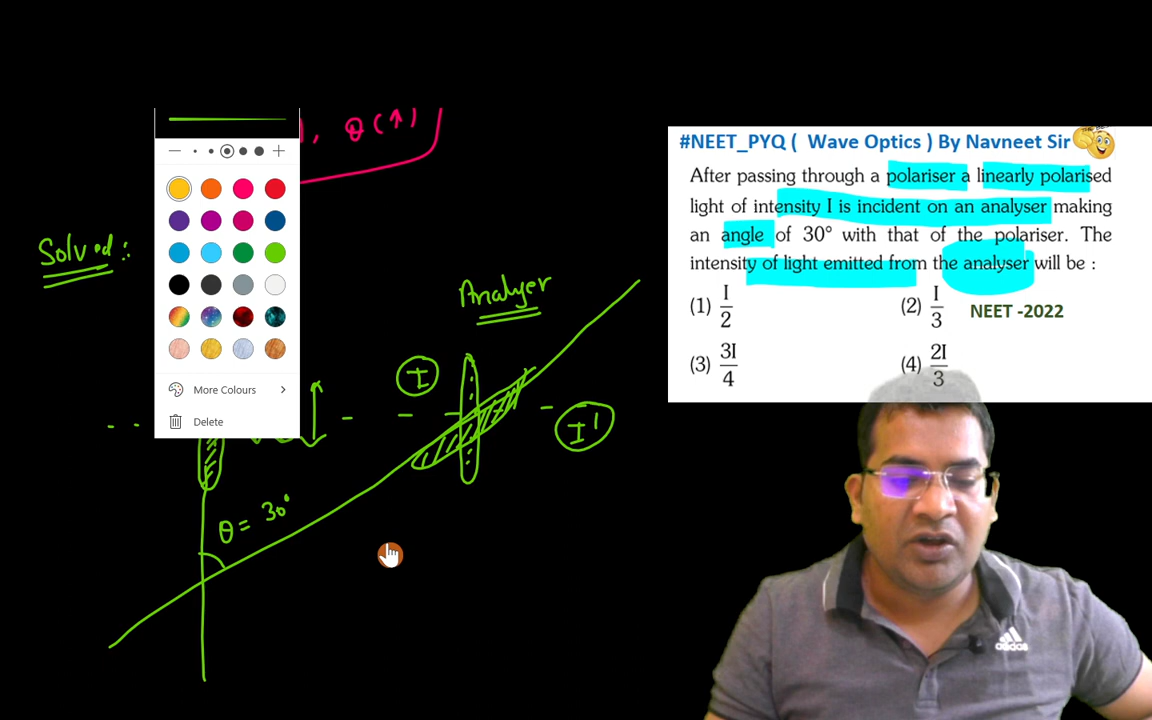 , θ(↑)
Solved:
Analyer
I
I'
θ = 30°
More Colours
Delete
#NEET_PYQ ( Wave Optics ) By Navneet Sir
After passing through a polariser a linearly polarised
light of intensity I is incident on an analyser making
an angle of 30° with that of the polariser. The
intensity of light emitted from the analyser will be :
(1) I/2 (2) I/3 NEET -2022
(3) 3I/4 (4) 2I/3
adidas